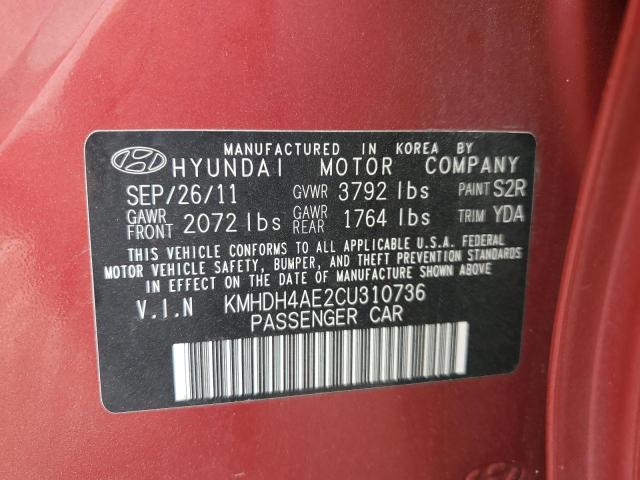 MANUFACTURED IN KOREA BY
HYUNDAI MOTOR COMPANY
SEP/26/11 GVWR 3792 lbs PAINT S2R
GAWR FRONT 2072 lbs GAWR REAR 1764 lbs TRIM YDA
THIS VEHICLE CONFORMS TO ALL APPLICABLE U.S.A. FEDERAL
MOTOR VEHICLE SAFETY, BUMPER, AND THEFT PREVENTION STANDARDS
IN EFFECT ON THE DATE OF MANUFACTURE SHOWN ABOVE
V.I.N KMHDH4AE2CU310736
PASSENGER CAR